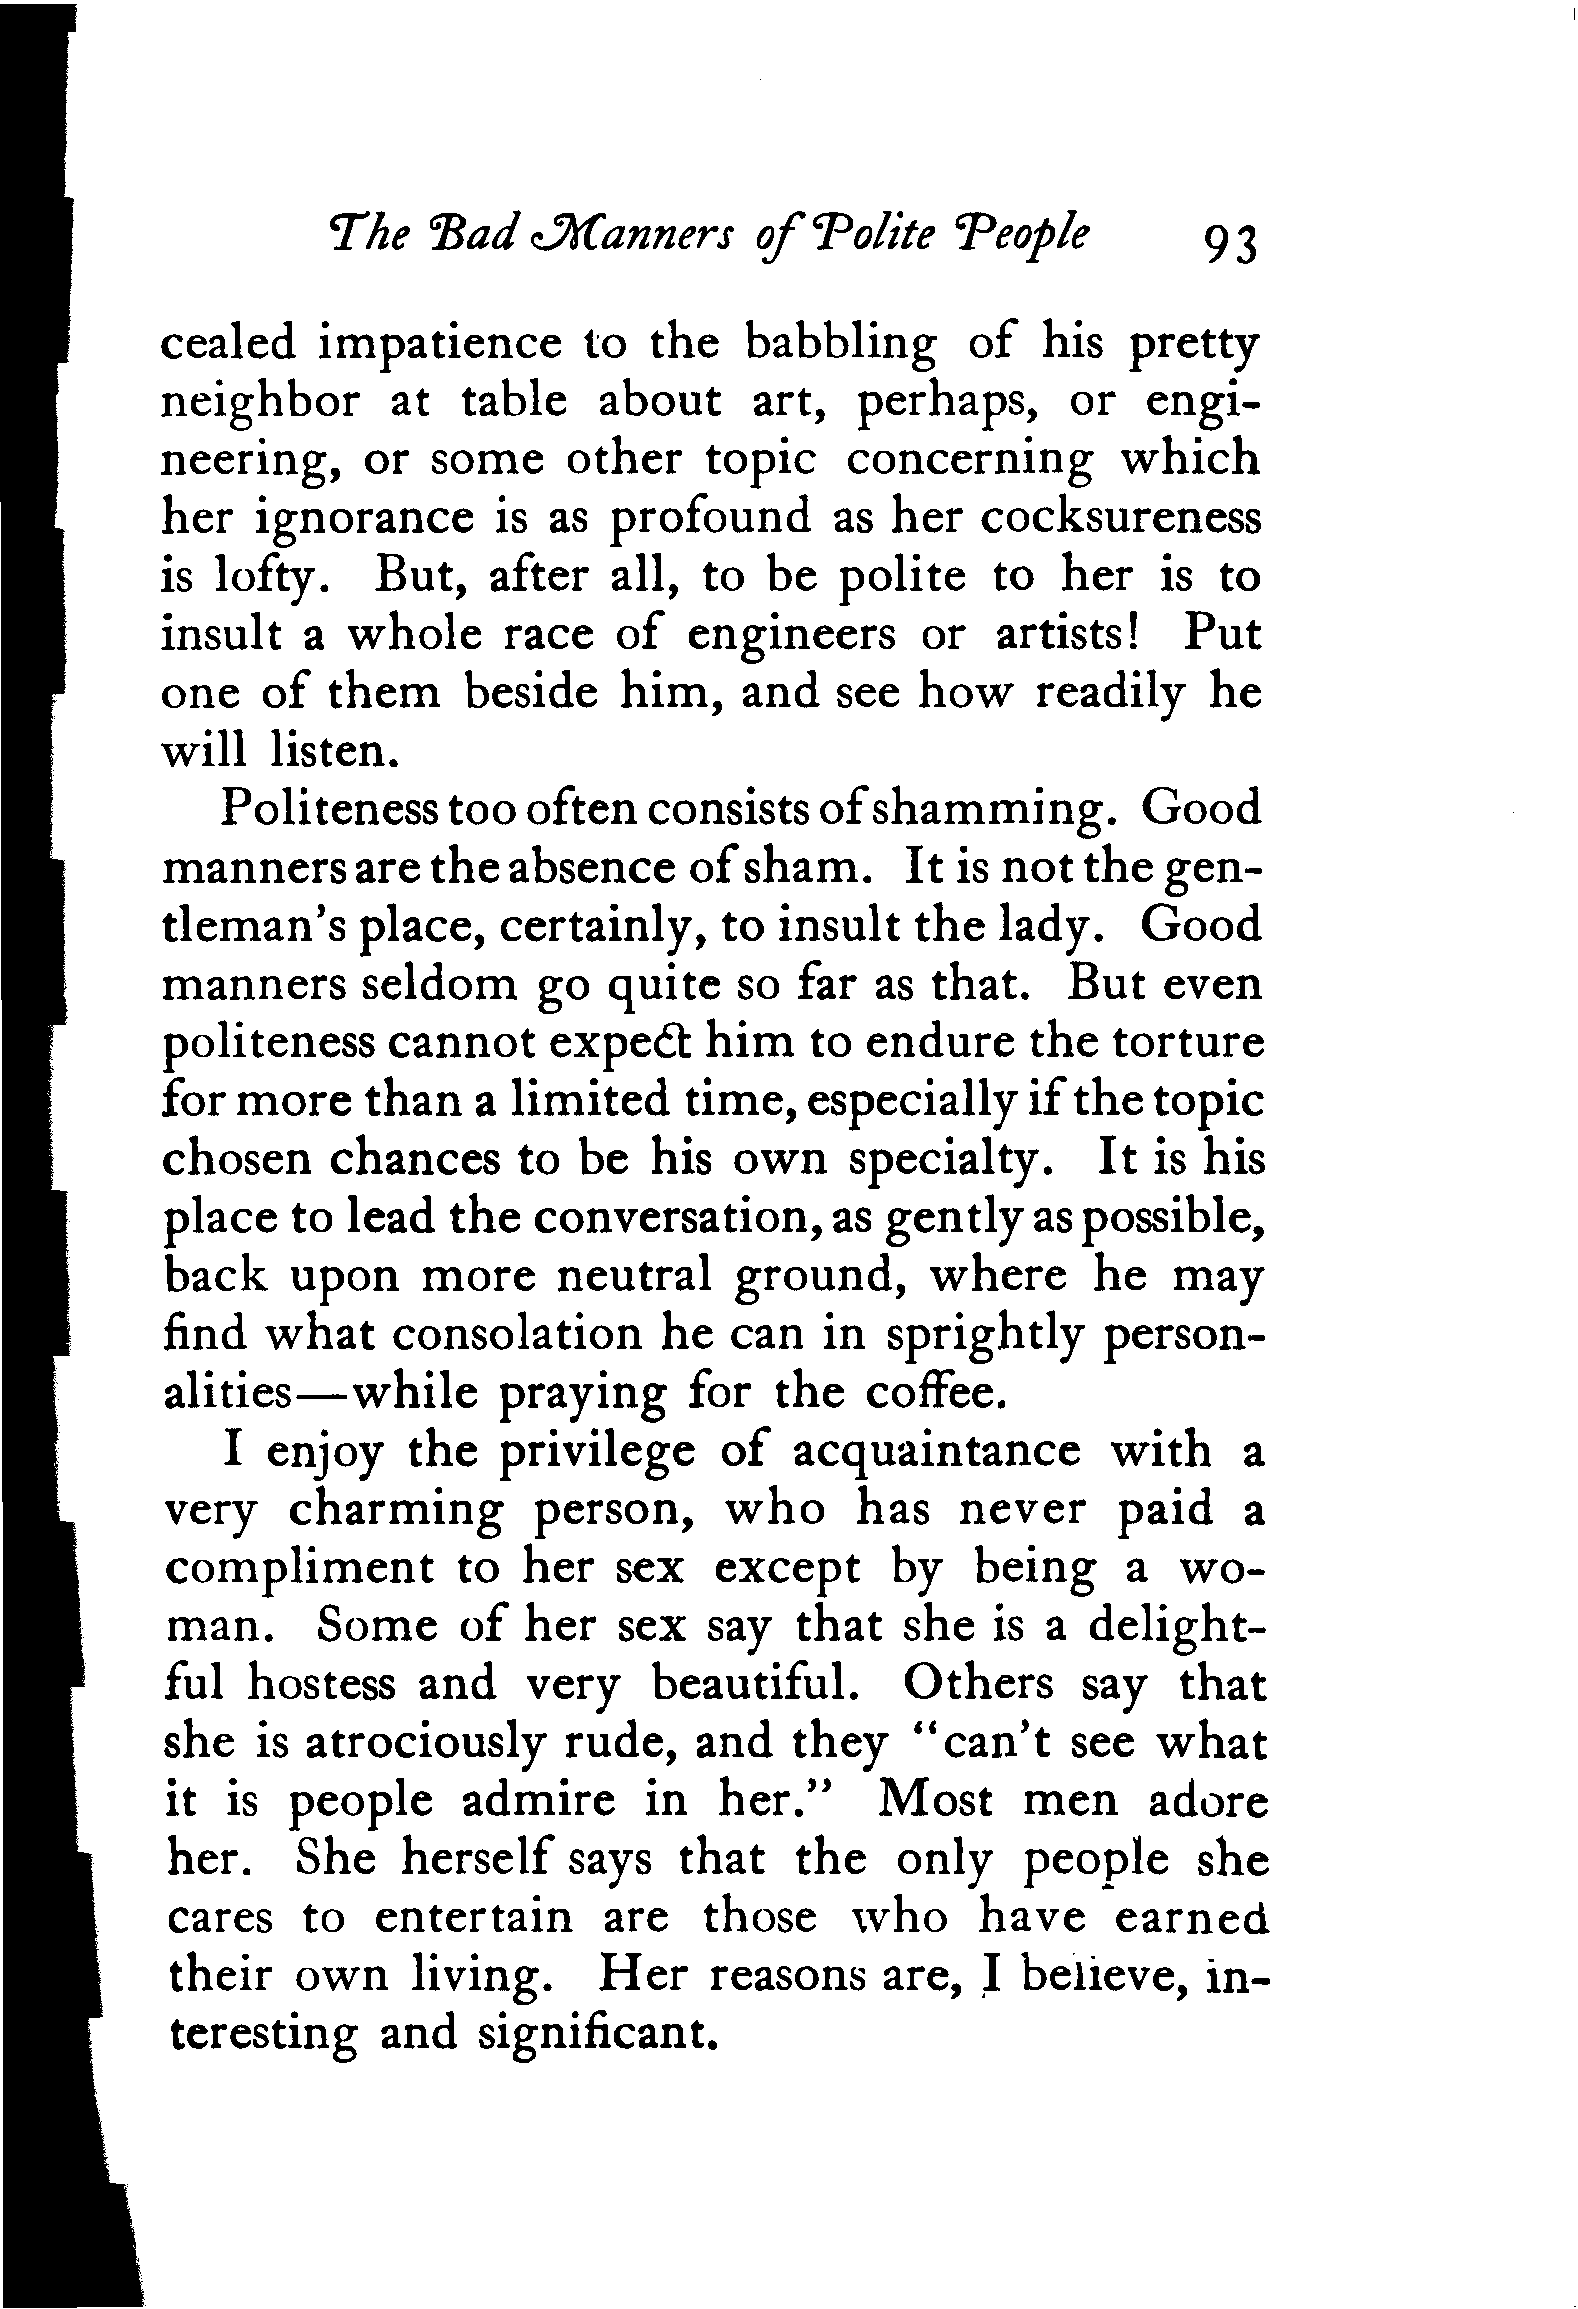 The Bad Manners of Polite People 93
cealed impatience to the babbling of his pretty
neighbor at table about art, perhaps, or engi-
neering, or some other topic concerning which
her ignorance is as profound as her cocksureness
is lofty. But, after all, to be polite to her is to
insult a whole race of engineers or artists! Put
one of them beside him, and see how readily he
will listen.
Politeness too often consists of shamming. Good
manners are the absence of sham. It is not the gen-
tleman's place, certainly, to insult the lady. Good
manners seldom go quite so far as that. But even
politeness cannot expect him to endure the torture
for more than a limited time, especially if the topic
chosen chances to be his own specialty. It is his
place to lead the conversation, as gently as possible,
back upon more neutral ground, where he may
find what consolation he can in sprightly person-
alities—while praying for the coffee.
I enjoy the privilege of acquaintance with a
very charming person, who has never paid a
compliment to her sex except by being a wo-
man. Some of her sex say that she is a delight-
ful hostess and very beautiful. Others say that
she is atrociously rude, and they "can't see what
it is people admire in her." Most men adore
her. She herself says that the only people she
cares to entertain are those who have earned
their own living. Her reasons are, I believe, in-
teresting and significant.